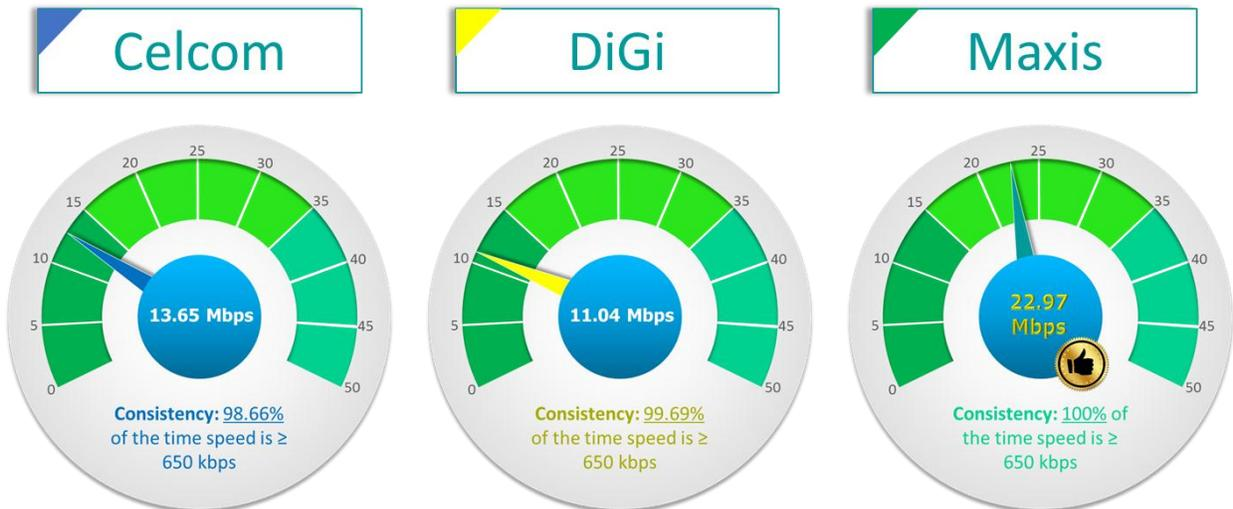 Celcom
DiGi
Maxis
0
5
10
15
20
25
30
35
40
45
50
13.65 Mbps
Consistency: 98.66%
of the time speed is ≥
650 kbps
0
5
10
15
20
25
30
35
40
45
50
11.04 Mbps
Consistency: 99.69%
of the time speed is ≥
650 kbps
0
5
10
15
20
25
30
35
40
45
50
22.97
Mbps
Consistency: 100% of
the time speed is ≥
650 kbps